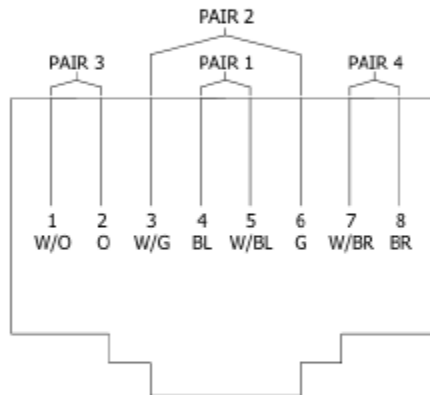 PAIR 2
PAIR 3 PAIR 1 PAIR 4
1 2 3 4 5 6 7 8
W/O O W/G BL W/BL G W/BR BR